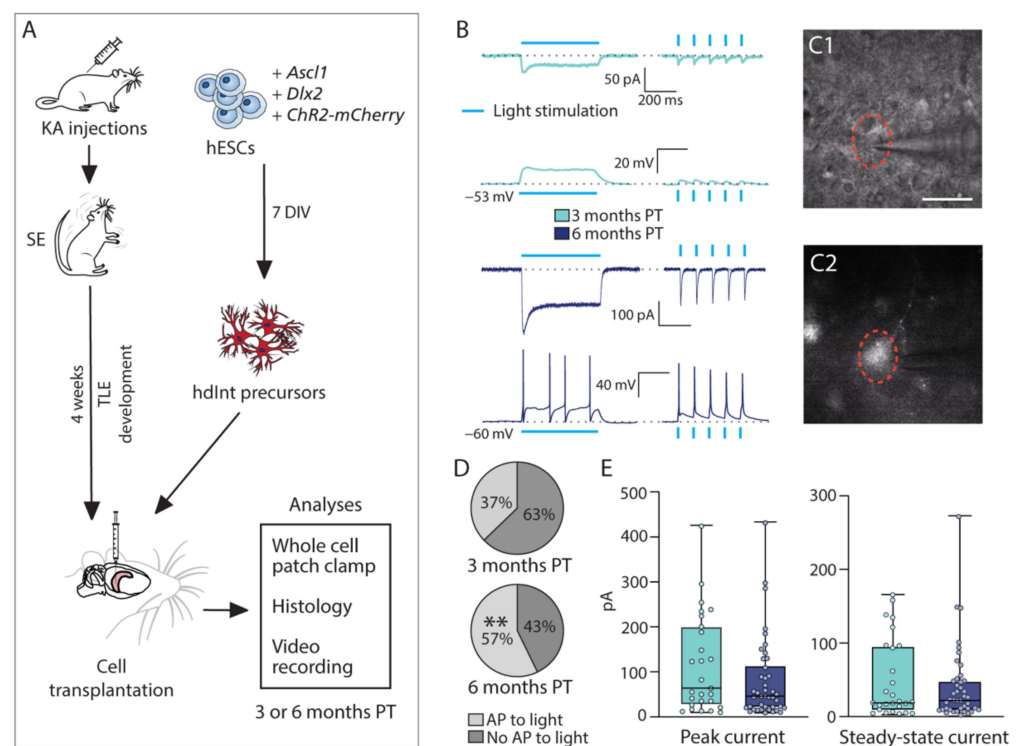 A
KA injections
+ Ascl1
+ Dlx2
+ ChR2-mCherry
hESCs
7 DIV
SE
4 weeks
TLE
development
hdInt precursors
Cell
transplantation
Analyses
Whole cell
patch clamp
Histology
Video
recording
3 or 6 months PT
B
50 pA
200 ms
Light stimulation
20 mV
−53 mV
3 months PT
6 months PT
100 pA
40 mV
−60 mV
C1
C2
D
37%
63%
3 months PT
**
57%
43%
6 months PT
AP to light
No AP to light
E
pA
500
400
300
200
100
0
Peak current
300
200
100
0
Steady-state current